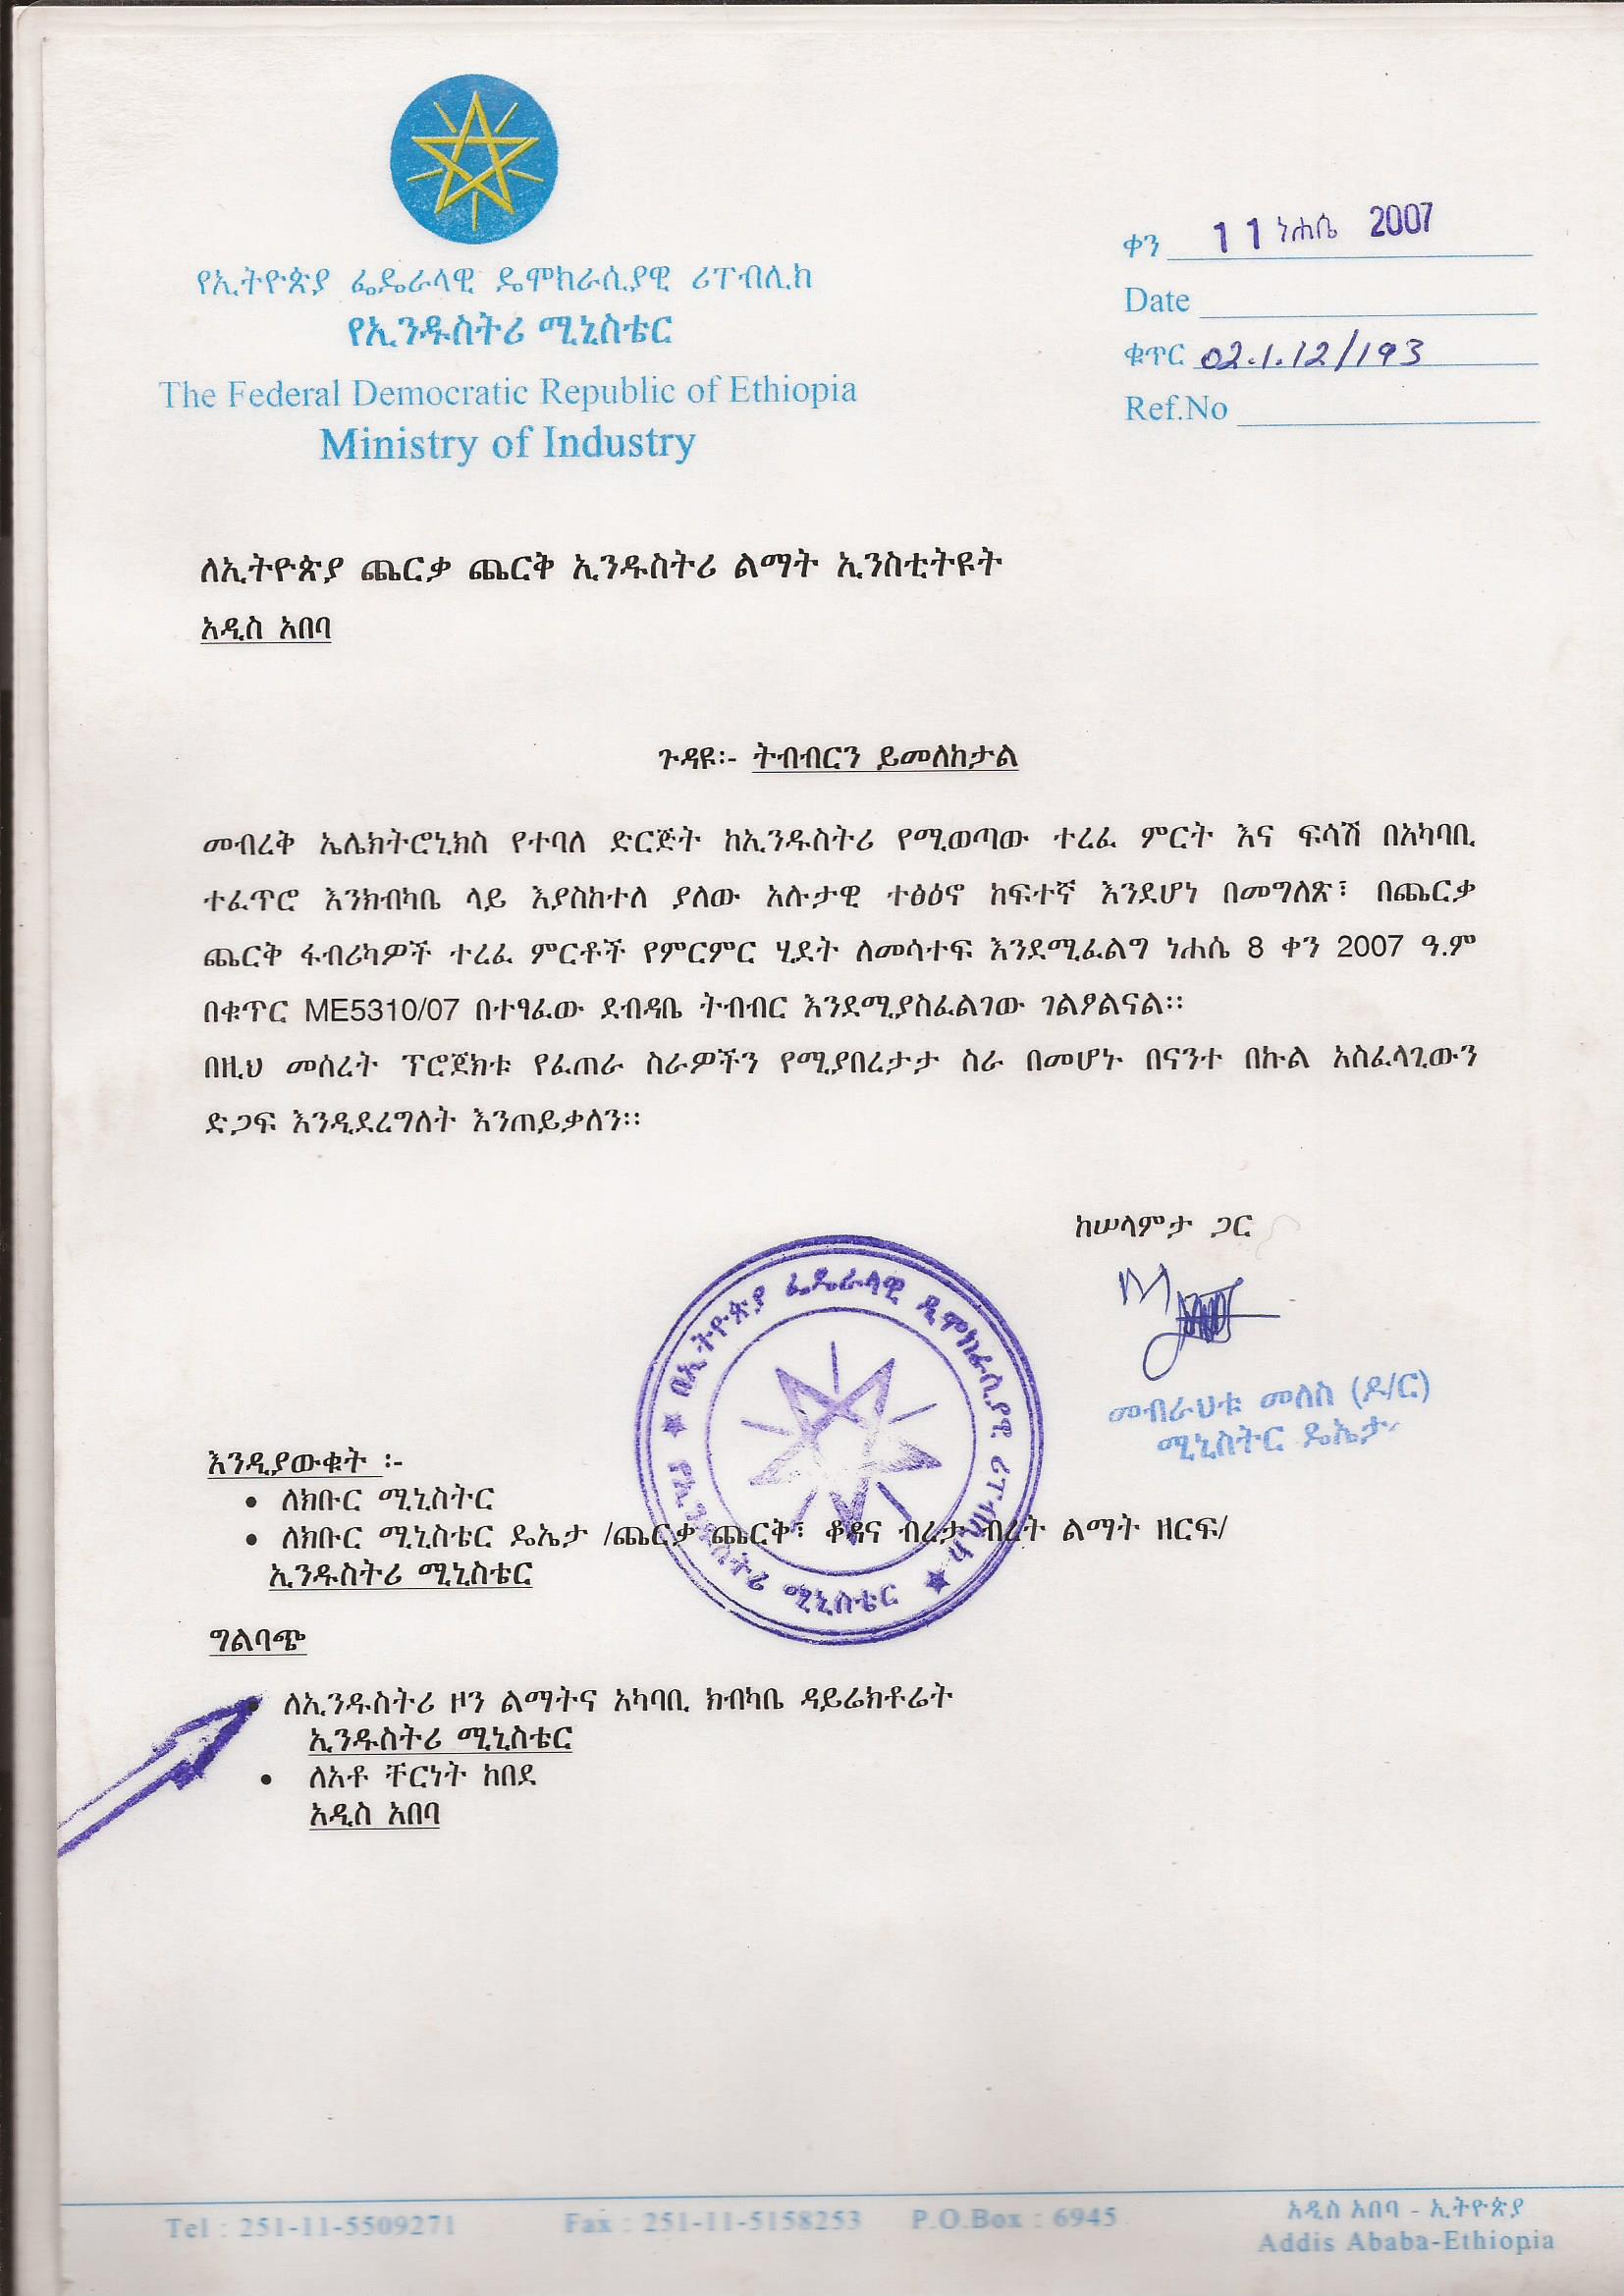 የኢትዮጵያ ፌዴራላዊ ዴሞክራሲያዊ ሪፐብሊክ
የኢንዱስትሪ ሚኒስቴር
The Federal Democratic Republic of Ethiopia
Ministry of Industry
ቀን 11 ነሐሴ 2007
Date
ቁጥር 02.1.12/193
Ref.No
ለኢትዮጵያ ጨርቃ ጨርቅ ኢንዱስትሪ ልማት ኢንስቲትዩት
አዲስ አበባ
ጉዳዩ፡- ትብብርን ይመለከታል
መብረቅ ኤሌክትሮኒክስ የተባለ ድርጅት ከኢንዱስትሪ የሚወጣው ተረፈ ምርት እና ፍሳሽ በአካባቢ
ተፈጥሮ እንክብካቤ ላይ እያስከተለ ያለው አሉታዊ ተፅዕኖ ከፍተኛ እንደሆነ በመግለጽ፣ በጨርቃ
ጨርቅ ፋብሪካዎች ተረፈ ምርቶች የምርምር ሂደት ለመሳተፍ እንደሚፈልግ ነሐሴ 8 ቀን 2007 ዓ.ም
በቁጥር ME5310/07 በተፃፈው ደብዳቤ ትብብር እንደሚያስፈልገው ገልፆልናል፡፡
በዚህ መሰረት ፕሮጀክቱ የፈጠራ ስራዎችን የሚያበረታታ ስራ በመሆኑ በናንተ በኩል አስፈላጊውን
ድጋፍ እንዲደረግለት እንጠይቃለን፡፡
ከሠላምታ ጋር
መብራህቱ መለስ (ዶ/ር)
ሚኒስትር ዴኤታ
በኢትዮጵያ ፌዴራላዊ ዲሞክራሲያዊ ሪፐብሊክ
የኢንዱስትሪ ሚኒስቴር
እንዲያውቁት ፡-
• ለክቡር ሚኒስትር
• ለክቡር ሚኒስቴር ዴኤታ /ጨርቃ ጨርቅ፣ ቆዳና ብረታ ብረት ልማት ዘርፍ/
ኢንዱስትሪ ሚኒስቴር
ግልባጭ
• ለኢንዱስትሪ ዞን ልማትና አካባቢ ክብካቤ ዳይሬክቶሬት
ኢንዱስትሪ ሚኒስቴር
• ለአቶ ቸርነት ከበደ
አዲስ አበባ
Tel : 251-11-5509271 Fax : 251-11-5158253 P.O.Box : 6945
አዲስ አበባ - ኢትዮጵያ
Addis Ababa-Ethiopia